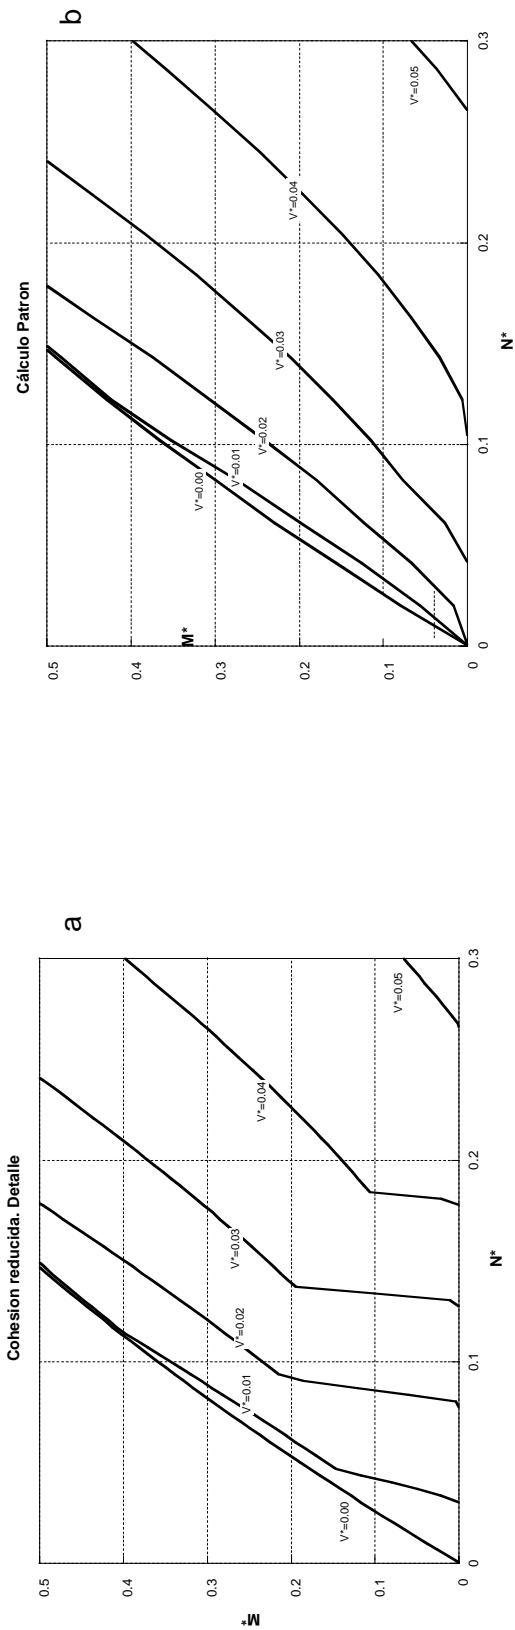 Cohesion reducida. Detalle
a
0.5
0.4
0.3
0.2
0.1
0
M*
V*=0.00
V*=0.01
V*=0.02
V*=0.03
V*=0.04
V*=0.05
0
0.1
0.2
0.3
N*
Cálculo Patron
b
0.5
0.4
0.3
0.2
0.1
0
M*
V*=0.00
V*=0.01
V*=0.02
V*=0.03
V*=0.04
V*=0.05
0
0.1
0.2
0.3
N*